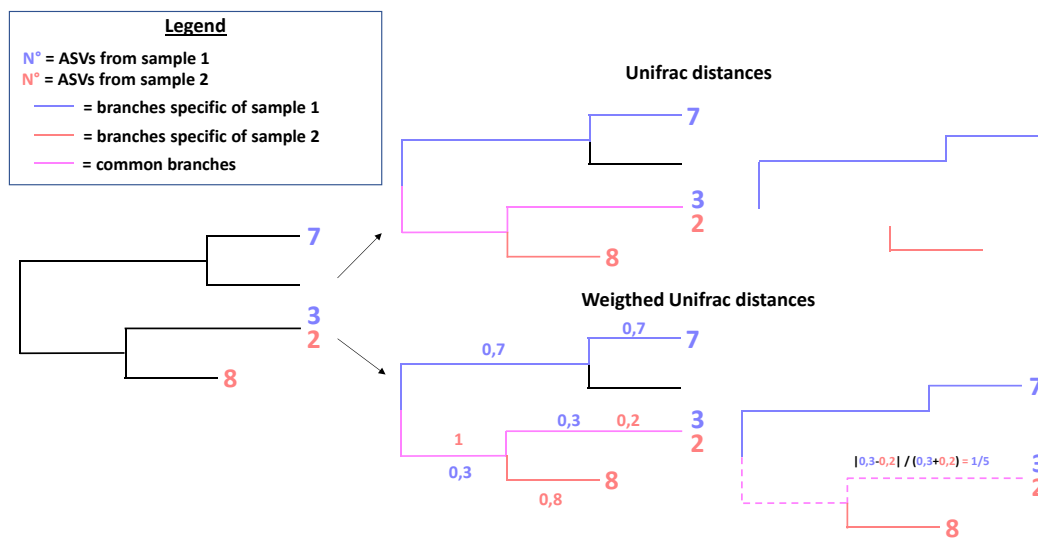 Legend
N° = ASVs from sample 1
N° = ASVs from sample 2
= branches specific of sample 1
= branches specific of sample 2
= common branches
7
3
2
8
Unifrac distances
7
3
2
8
Weigthed Unifrac distances
0,7
0,7
7
0,3
0,2
3
1
2
0,3
8
0,8
7
|0,3-0,2| / (0,3+0,2) = 1/5
3
2
8